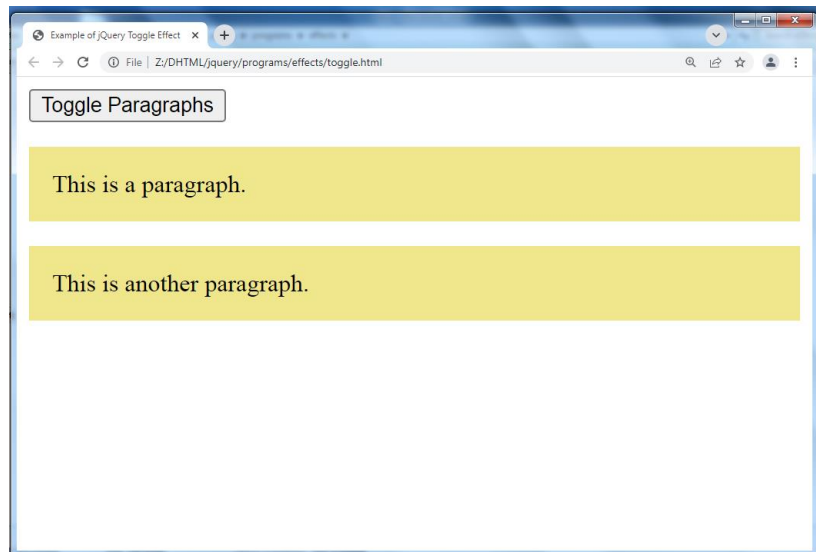 Example of jQuery Toggle Effect
File | Z:/DHTML/jquery/programs/effects/toggle.html
Toggle Paragraphs
This is a paragraph.
This is another paragraph.